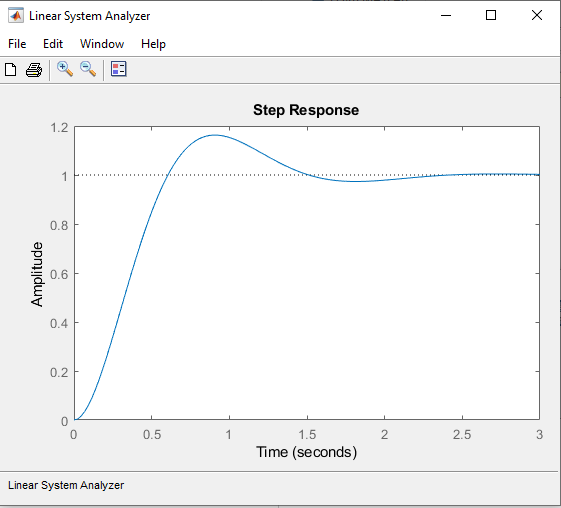 Linear System Analyzer
File Edit Window Help
Step Response
1.2
1
0.8
0.6
0.4
0.2
0
Amplitude
0 0.5 1 1.5 2 2.5 3
Time (seconds)
Linear System Analyzer